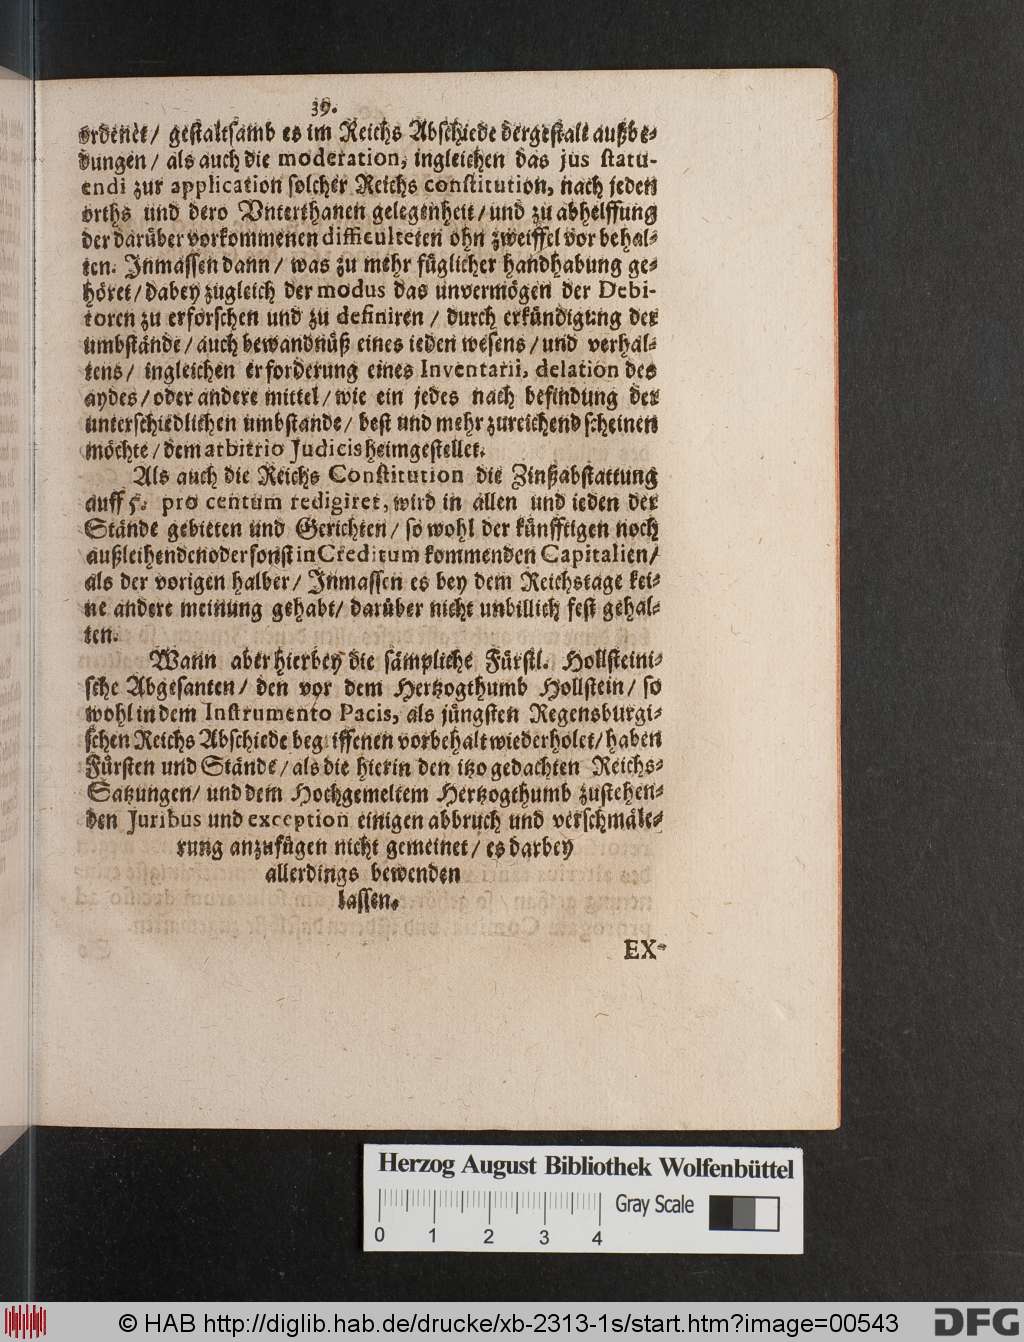 39.
ordenet/ gestaltsamb es im Reichs Abschiede dergestalt außbe-
dungen/ als auch die moderation, ingleichen das jus statu-
endi zur application solcher Reichs constitution, nach jeden
orths und dero Vnterthanen gelegenheit/ und zu abhelffung
der darüber vorkommenen difficulteten ohn zweiffel vorbehal-
ten. Inmassen dann/ was zu mehr füglicher handhabung ge-
höret/ dabey zugleich der modus das unvermögen der Debi-
toren zu erforschen und zu definiren/ durch erkündigung der
umbstände/ auch bewandnüß eines ieden wesens/ und verhal-
tens/ ingleichen erforderung eines Inventarii, delation des
aydes/ oder andere mittel/ wie ein jedes nach befindung der
unterschiedlichen umbstande/ best und mehr zureichend scheinen
möchte/ dem arbitrio Judicis heimgestellet.
Als auch die Reichs Constitution die Zinßabstattung
auff 5. pro centum redigiret, wird in allen und ieden der
Stände gebieten und Gerichten/ so wohl der künfftigen noch
außleihenden oder sonst in Creditum kommenden Capitalien/
als der vorigen halber/ Inmassen es bey dem Reichstage kei-
ne andere meinung gehabt/ darüber nicht unbillich fest gehal-
ten.
Wann aber hierbey die sämpliche Fürstl. Hollsteini-
sche Abgesanten/ den vor dem Hertzogthumb Hollstein/ so
wohl in dem Instrumento Pacis, als jüngsten Regensburgi-
schen Reichs Abschiede begriffenen vorbehalt wiederholet/ haben
Fürsten und Stände/ als die hierin den itzo gedachten Reichs-
Satzungen/ und dem Hochgemeltem Hertzogthumb zustehen-
den Juribus und exception einigen abbruch und verschmäle-
rung anzufügen nicht gemeinet/ es darbey
allerdings bewenden
lassen.
EX-
Herzog August Bibliothek Wolfenbüttel
Gray Scale
0 1 2 3 4
© HAB http://diglib.hab.de/drucke/xb-2313-1s/start.htm?image=00543
DFG